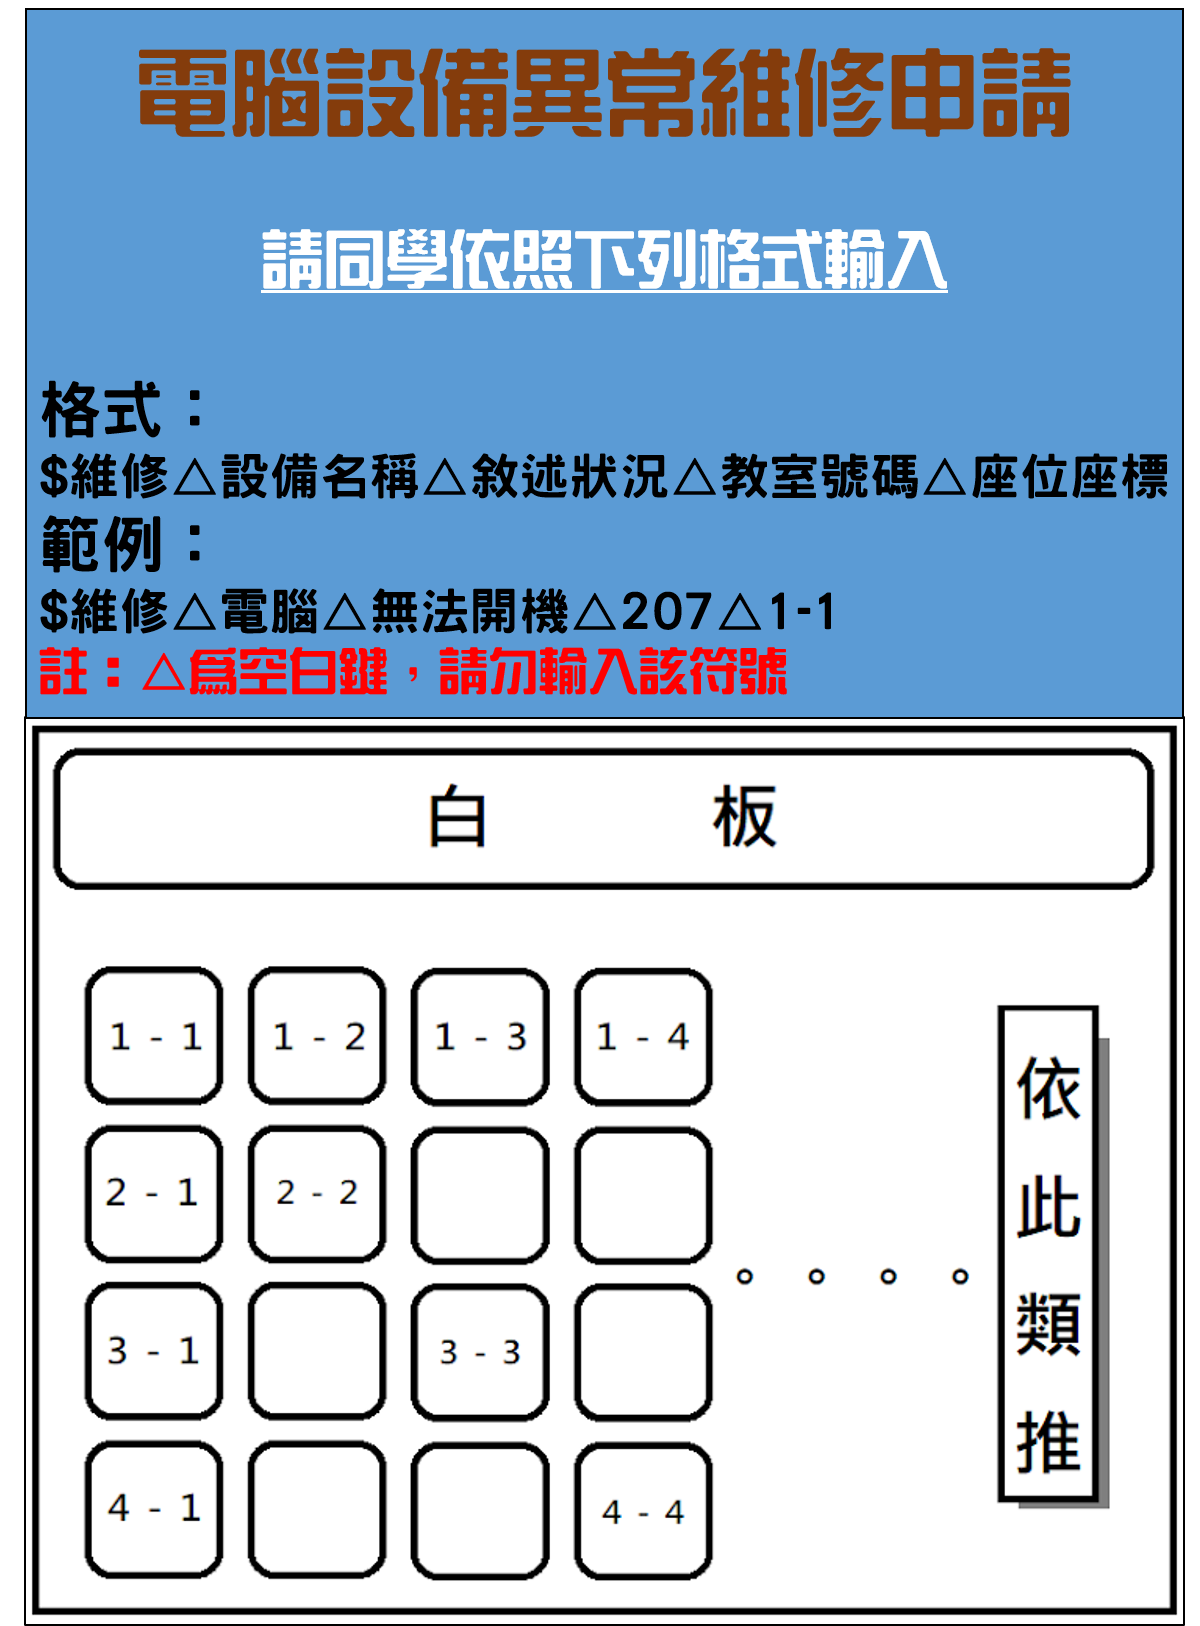 電腦設備異常維修申請
請同學依照下列格式輸入
格式：
$維修△設備名稱△敘述狀況△教室號碼△座位座標
範例：
$維修△電腦△無法開機△207△1-1
註：△為空白鍵，請勿輸入該符號
白 板
1 - 1 1 - 2 1 - 3 1 - 4
2 - 1 2 - 2
3 - 1 3 - 3
4 - 1 4 - 4
。。。。
依此類推